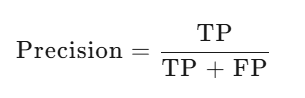 Precision = TP / TP + FP